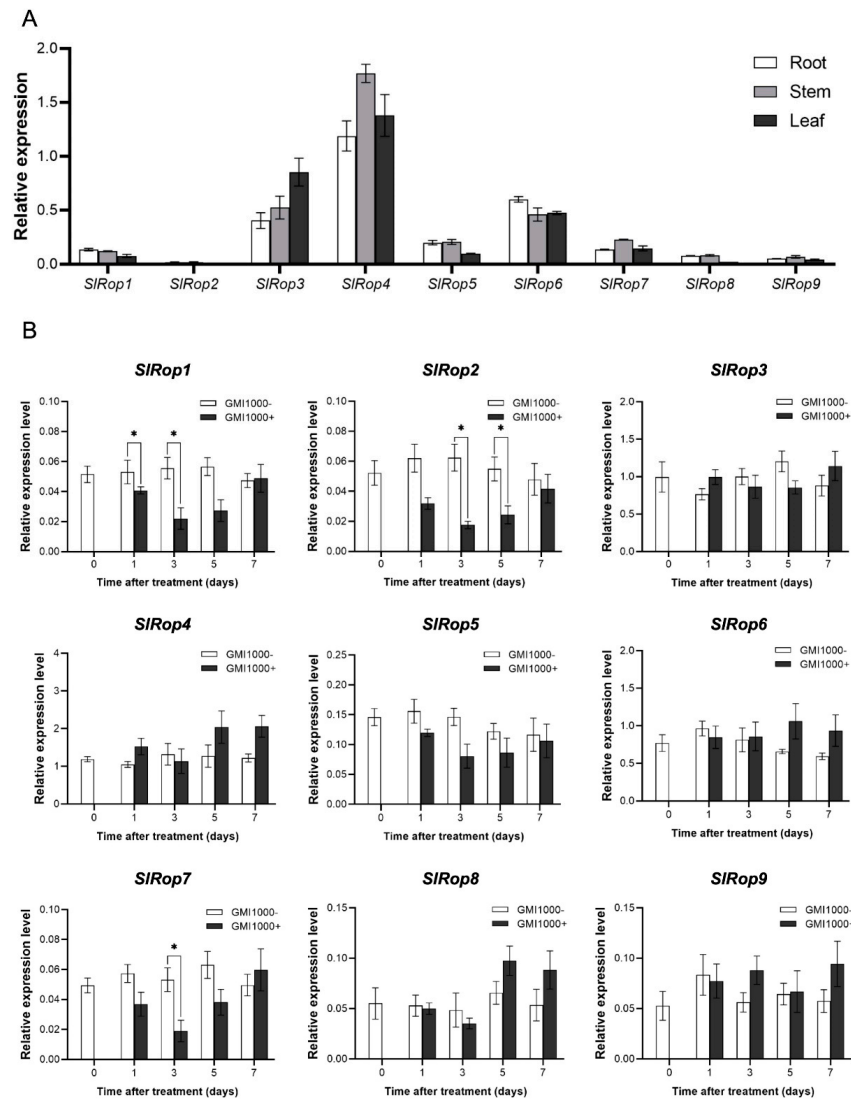 A
Relative expression
2.0
1.5
1.0
0.5
0.0
Root
Stem
Leaf
SlRop1 SlRop2 SlRop3 SlRop4 SlRop5 SlRop6 SlRop7 SlRop8 SlRop9
B
SlRop1
Relative expression level
0.10
0.08
0.06
0.04
0.02
0.00
GMI1000-
GMI1000+
* *
0 1 3 5 7
Time after treatment (days)
SlRop2
Relative expression level
0.10
0.08
0.06
0.04
0.02
0.00
GMI1000-
GMI1000+
* *
0 1 3 5 7
Time after treatment (days)
SlRop3
Relative expression level
2.0
1.5
1.0
0.5
0.0
GMI1000-
GMI1000+
0 1 3 5 7
Time after treatment (days)
SlRop4
Relative expression level
4
3
2
1
0
GMI1000-
GMI1000+
0 1 3 5 7
Time after treatment (days)
SlRop5
Relative expression level
0.25
0.20
0.15
0.10
0.05
0.00
GMI1000-
GMI1000+
0 1 3 5 7
Time after treatment (days)
SlRop6
Relative expression level
2.0
1.5
1.0
0.5
0.0
GMI1000-
GMI1000+
0 1 3 5 7
Time after treatment (days)
SlRop7
Relative expression level
0.10
0.08
0.06
0.04
0.02
0.00
GMI1000-
GMI1000+
*
0 1 3 5 7
Time after treatment (days)
SlRop8
Relative expression level
0.15
0.10
0.05
0.00
GMI1000-
GMI1000+
0 1 3 5 7
Time after treatment (days)
SlRop9
Relative expression level
0.15
0.10
0.05
0.00
GMI1000-
GMI1000+
0 1 3 5 7
Time after treatment (days)